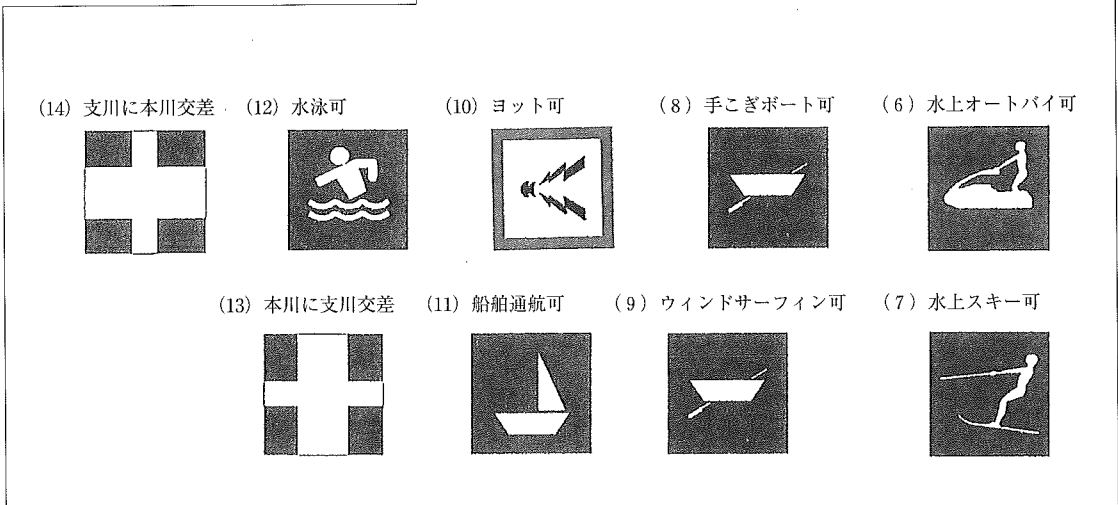 (6) 水上オートバイ可
(7) 水上スキー可
(8) 手こぎボート可
(9) ウィンドサーフィン可
(10) ヨット可
(11) 船舶通航可
(12) 水泳可
(13) 本川に支川交差
(14) 支川に本川交差